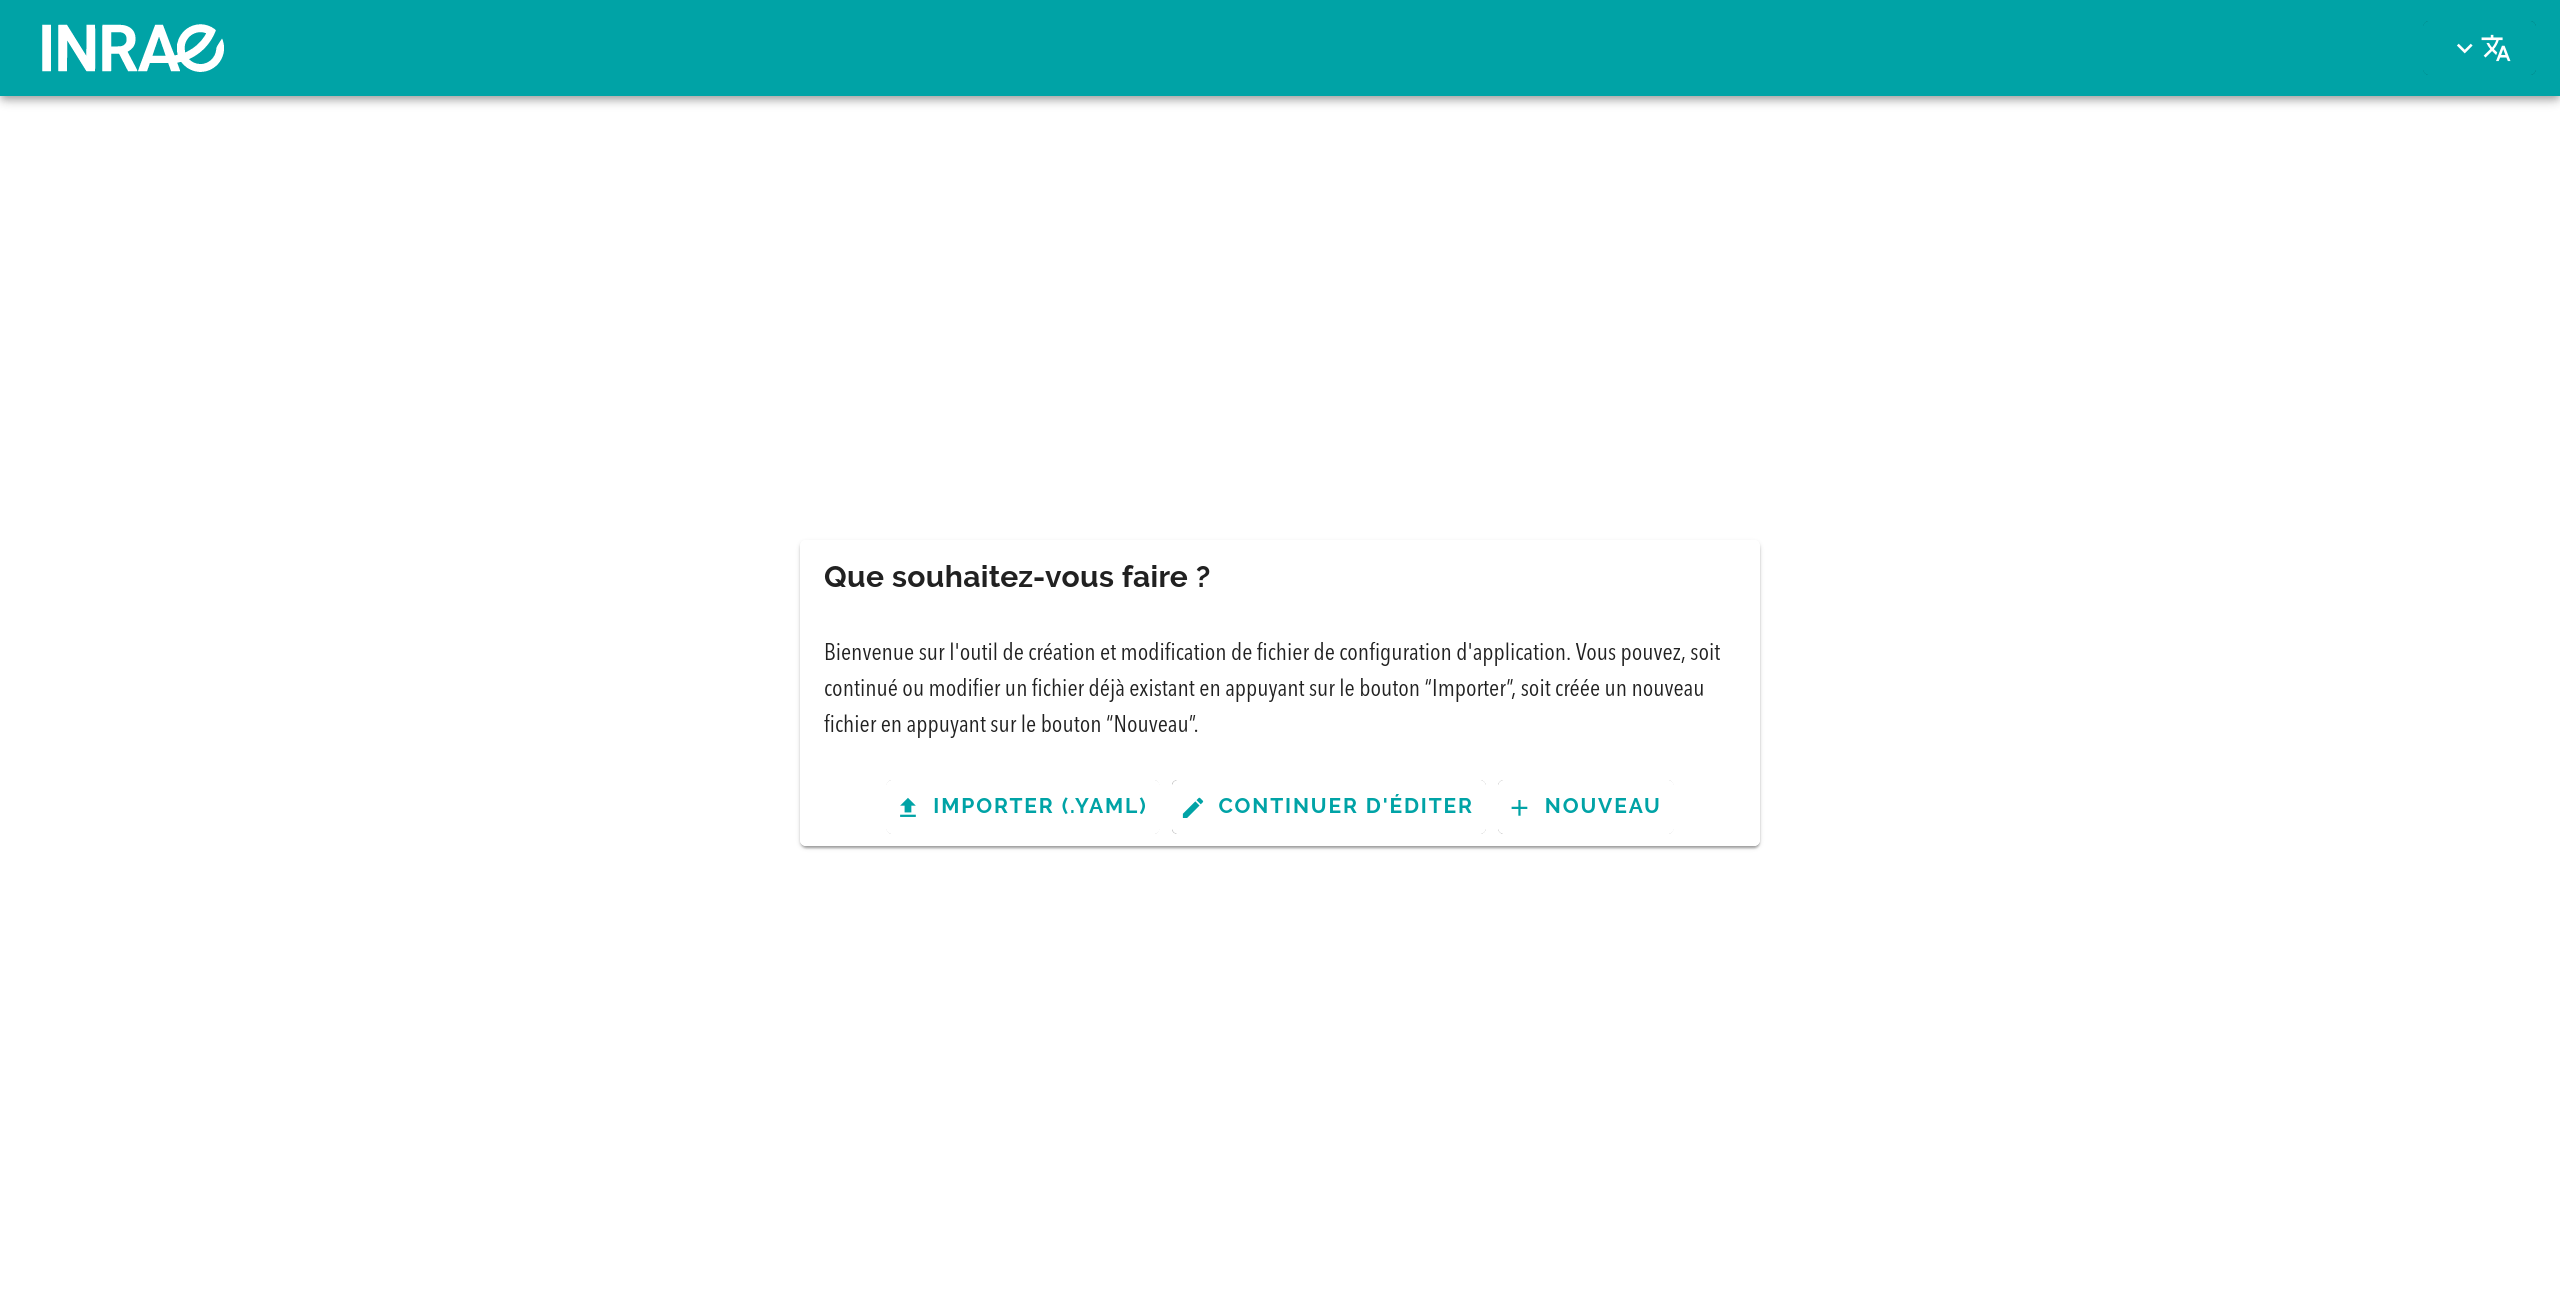 INRAE
Que souhaitez-vous faire ?
Bienvenue sur l'outil de création et modification de fichier de configuration d'application. Vous pouvez, soit
continué ou modifier un fichier déjà existant en appuyant sur le bouton “Importer”, soit créée un nouveau
fichier en appuyant sur le bouton “Nouveau”.
IMPORTER (.YAML) CONTINUER D'ÉDITER NOUVEAU